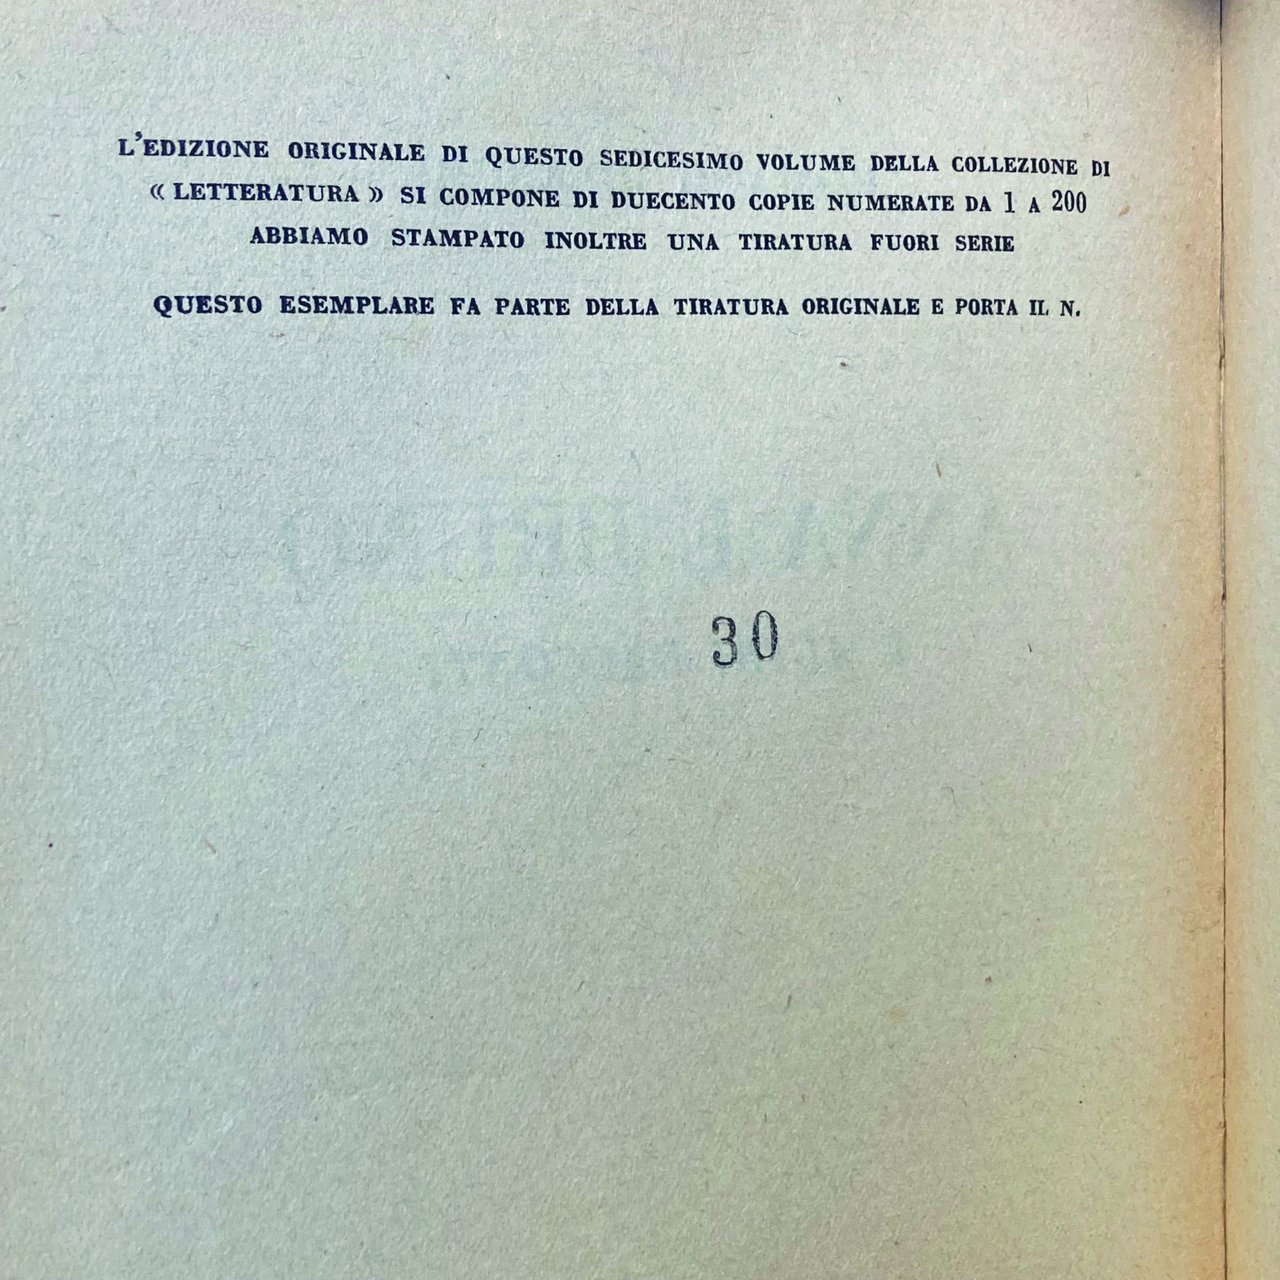 L'EDIZIONE ORIGINALE DI QUESTO SEDICESIMO VOLUME DELLA COLLEZIONE DI
« LETTERATURA » SI COMPONE DI DUECENTO COPIE NUMERATE DA 1 A 200
ABBIAMO STAMPATO INOLTRE UNA TIRATURA FUORI SERIE
QUESTO ESEMPLARE FA PARTE DELLA TIRATURA ORIGINALE E PORTA IL N.
30